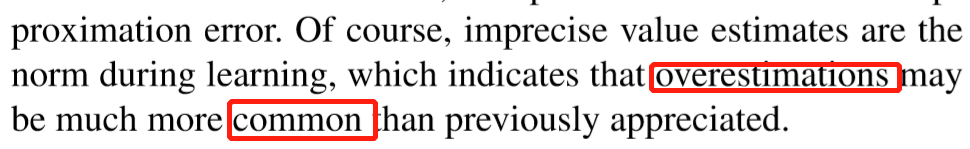 proximation error. Of course, imprecise value estimates are the
norm during learning, which indicates that overestimations may
be much more common than previously appreciated.